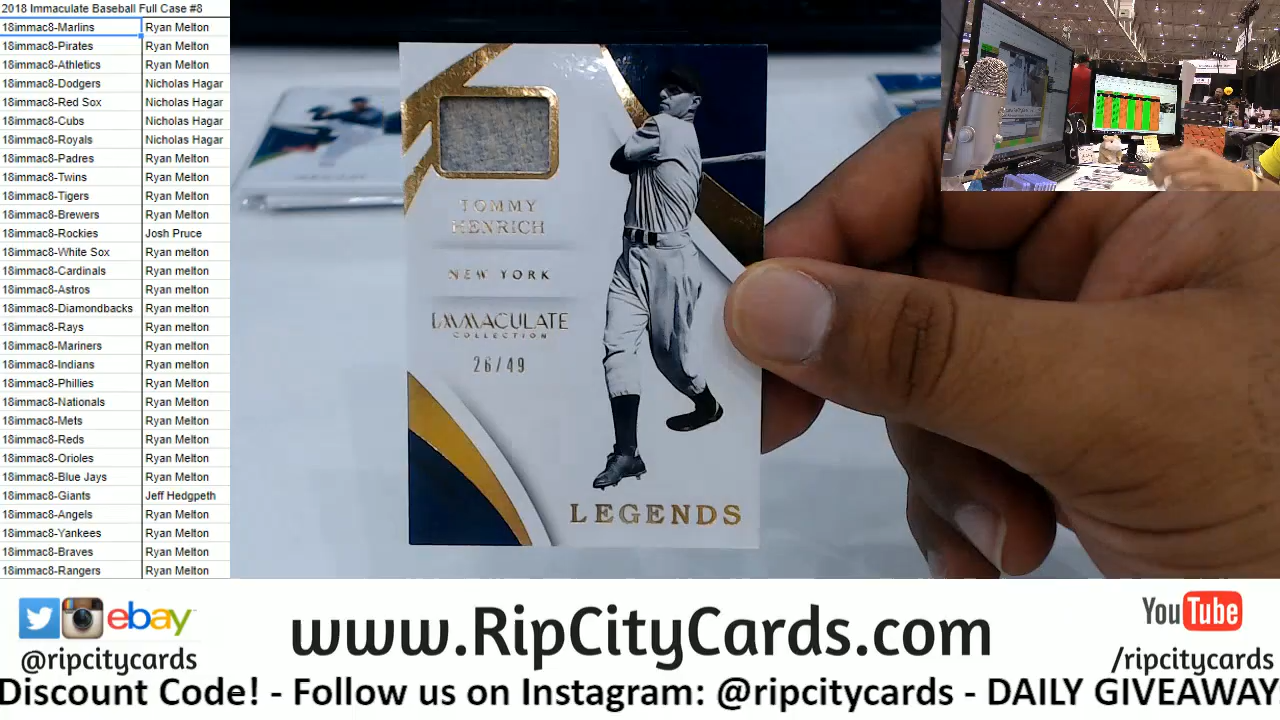 2018 Immaculate Baseball Full Case #8
18immac8-Marlins Ryan Melton
18immac8-Pirates Ryan Melton
18immac8-Athletics Ryan Melton
18immac8-Dodgers Nicholas Hagar
18immac8-Red Sox Nicholas Hagar
18immac8-Cubs Nicholas Hagar
18immac8-Royals Nicholas Hagar
18immac8-Padres Ryan Melton
18immac8-Twins Ryan Melton
18immac8-Tigers Ryan Melton
18immac8-Brewers Ryan Melton
18immac8-Rockies Josh Pruce
18immac8-White Sox Ryan melton
18immac8-Cardinals Ryan melton
18immac8-Astros Ryan melton
18immac8-Diamondbacks Ryan melton
18immac8-Rays Ryan melton
18immac8-Mariners Ryan melton
18immac8-Indians Ryan melton
18immac8-Phillies Ryan Melton
18immac8-Nationals Ryan Melton
18immac8-Mets Ryan Melton
18immac8-Reds Ryan Melton
18immac8-Orioles Ryan Melton
18immac8-Blue Jays Ryan Melton
18immac8-Giants Jeff Hedgpeth
18immac8-Angels Ryan Melton
18immac8-Yankees Ryan Melton
18immac8-Braves Ryan Melton
18immac8-Rangers Ryan Melton
TOMMY
HENRICH
NEW YORK
IMMACULATE
COLLECTION
26/49
LEGENDS
ebay
@ripcitycards
www.RipCityCards.com
YouTube
/ripcitycards
Discount Code! - Follow us on Instagram: @ripcitycards - DAILY GIVEAWAY